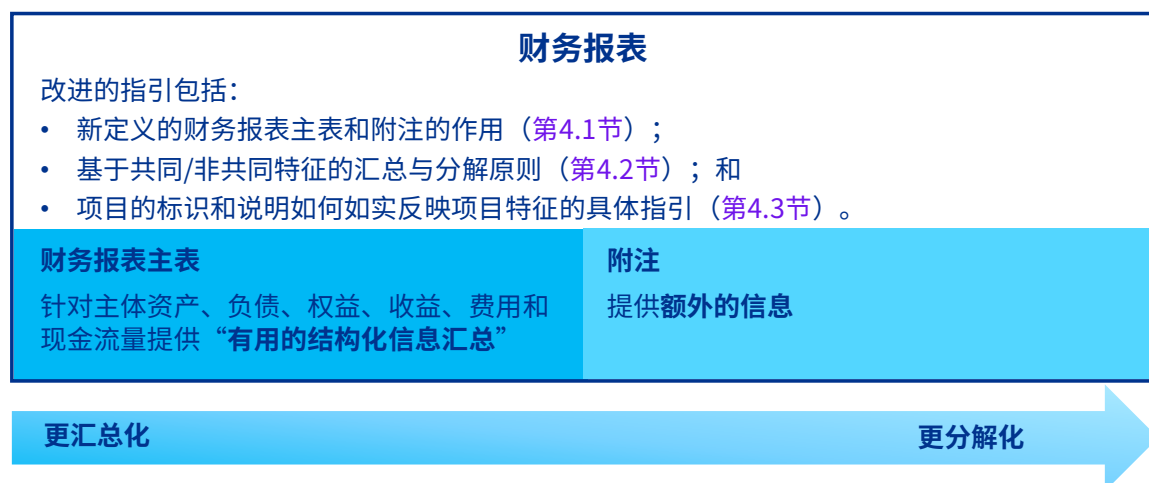 财务报表
改进的指引包括：
• 新定义的财务报表主表和附注的作用（第4.1节）；
• 基于共同/非共同特征的汇总与分解原则（第4.2节）；和
• 项目的标识和说明如何如实反映项目特征的具体指引（第4.3节）。
财务报表主表
针对主体资产、负债、权益、收益、费用和
现金流量提供“有用的结构化信息汇总”
附注
提供额外的信息
更汇总化
更分解化